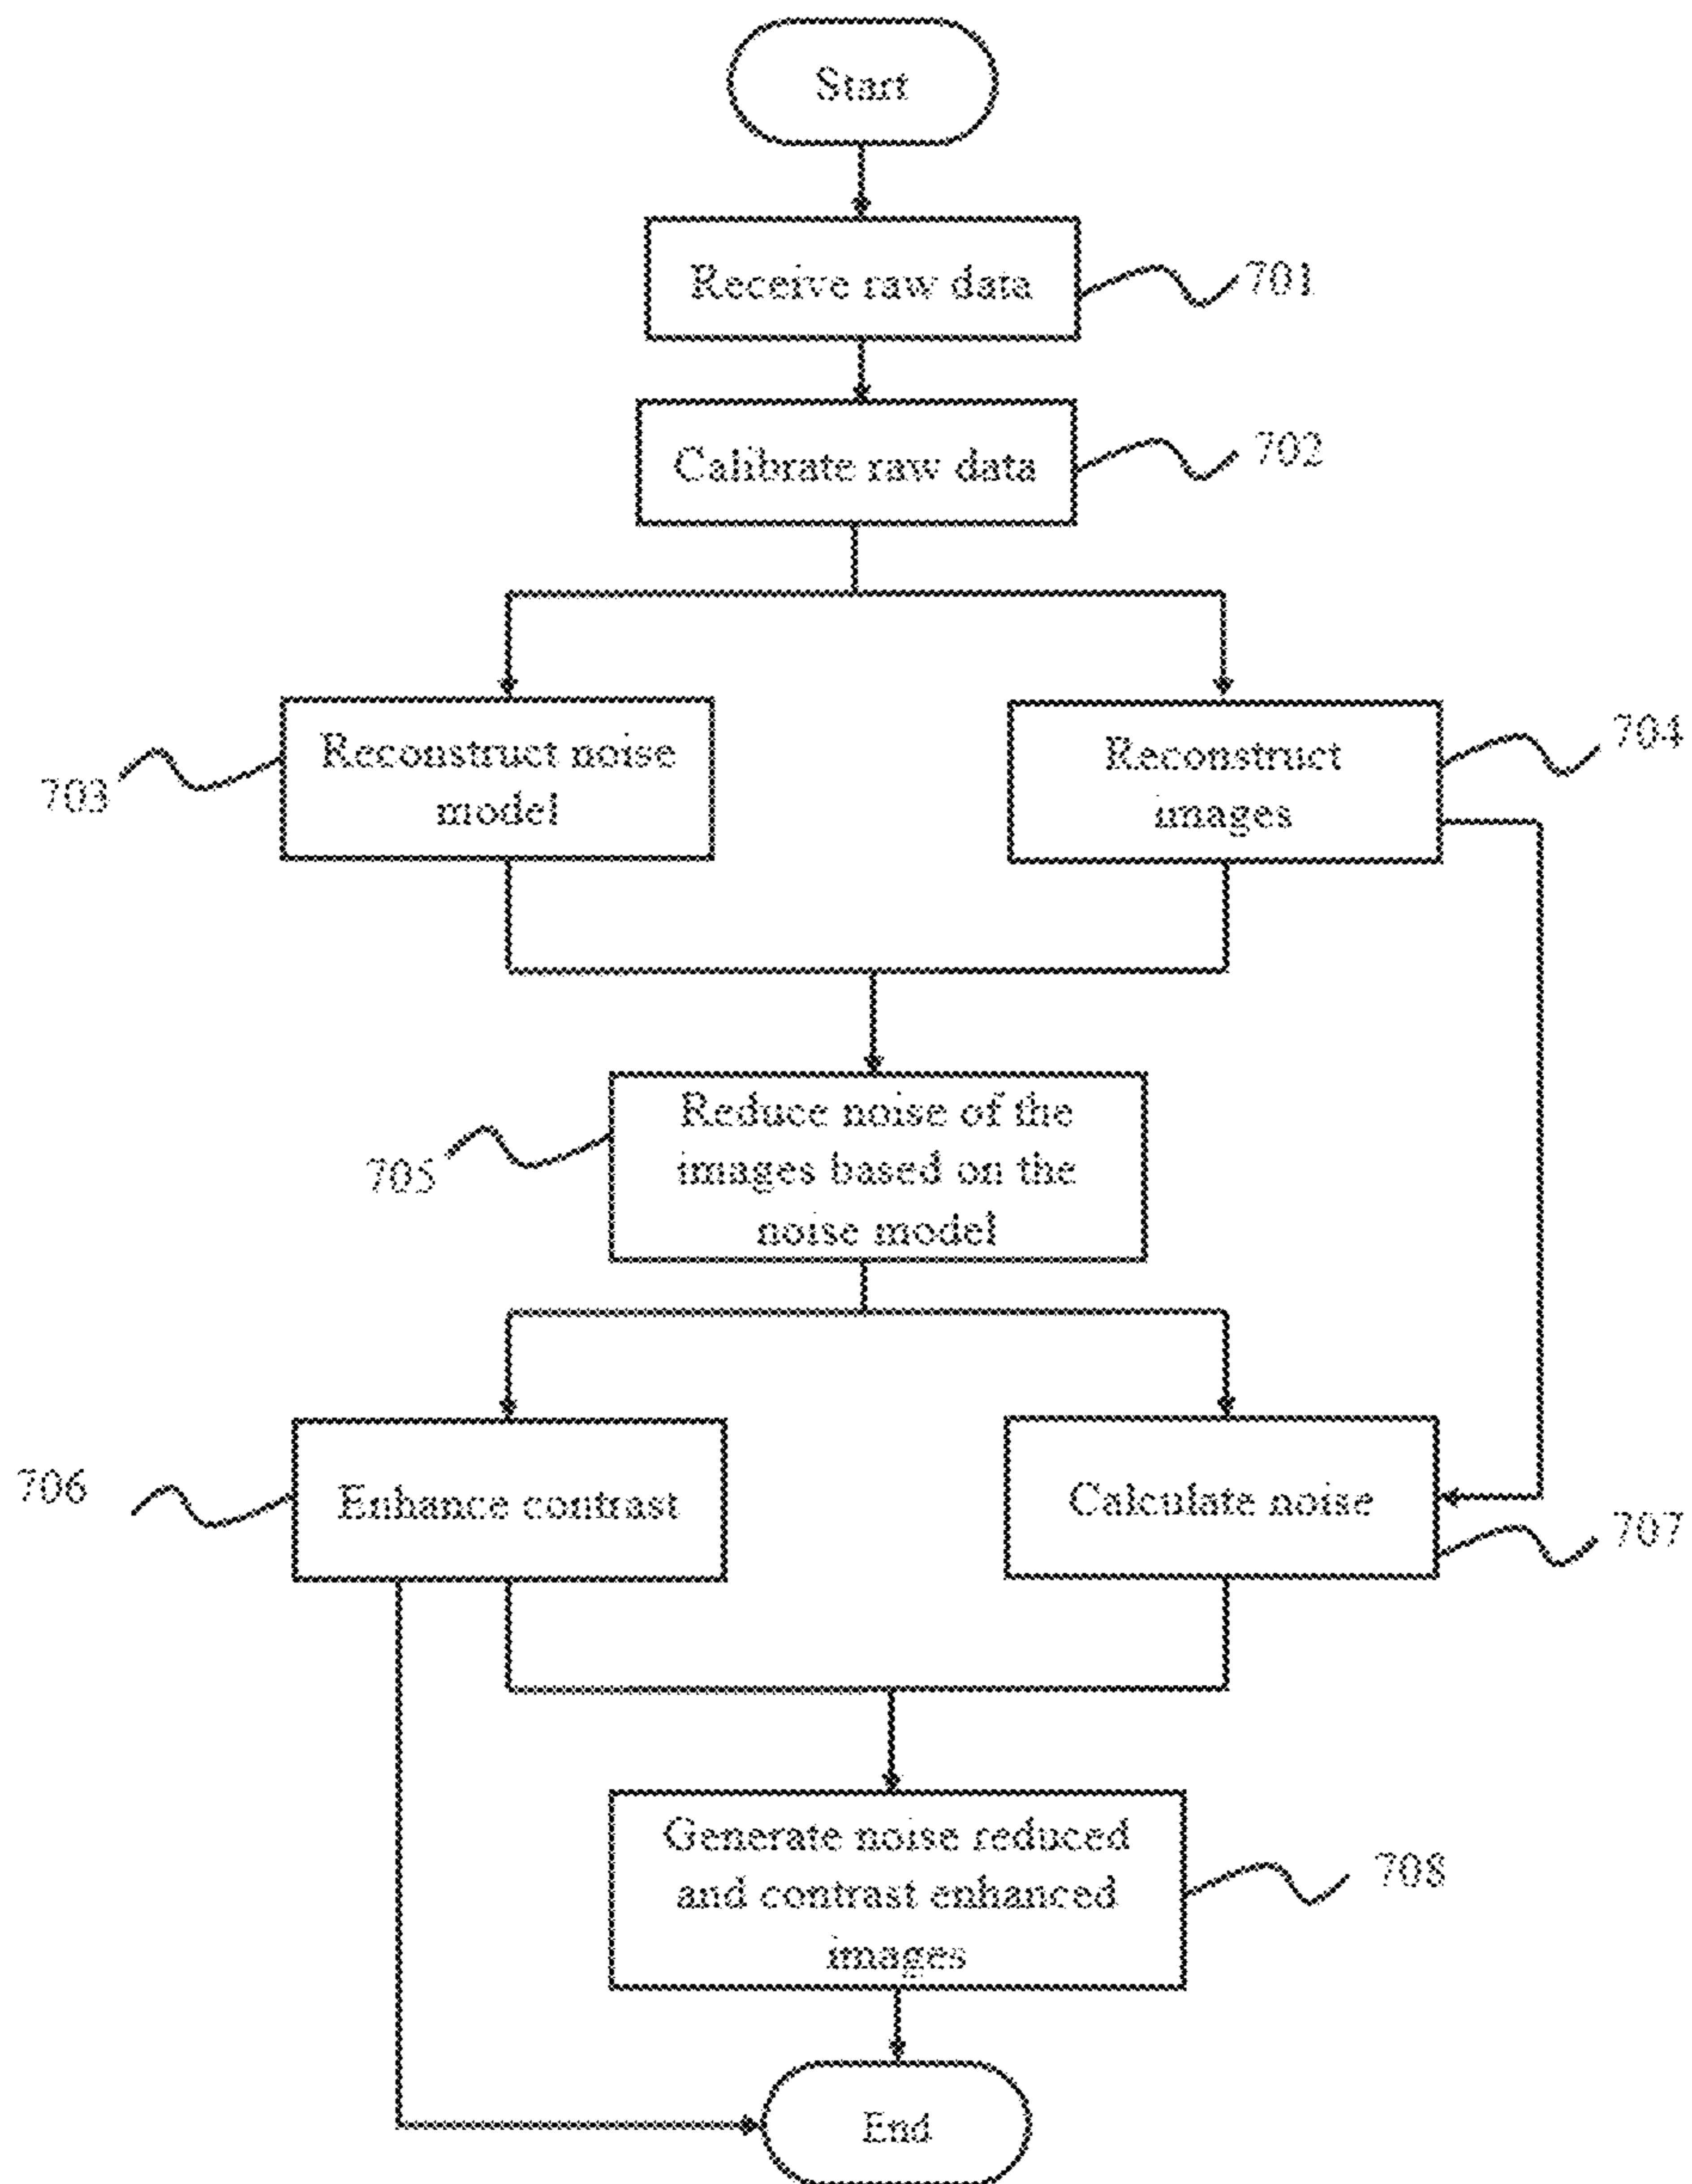 Start
Receive raw data
701
Calibrate raw data
702
Reconstruct noise
model
703
Reconstruct
images
704
Reduce noise of the
images based on the
noise model
705
Enhance contrast
706
Calculate noise
707
Generate noise reduced
and contrast enhanced
images
708
End